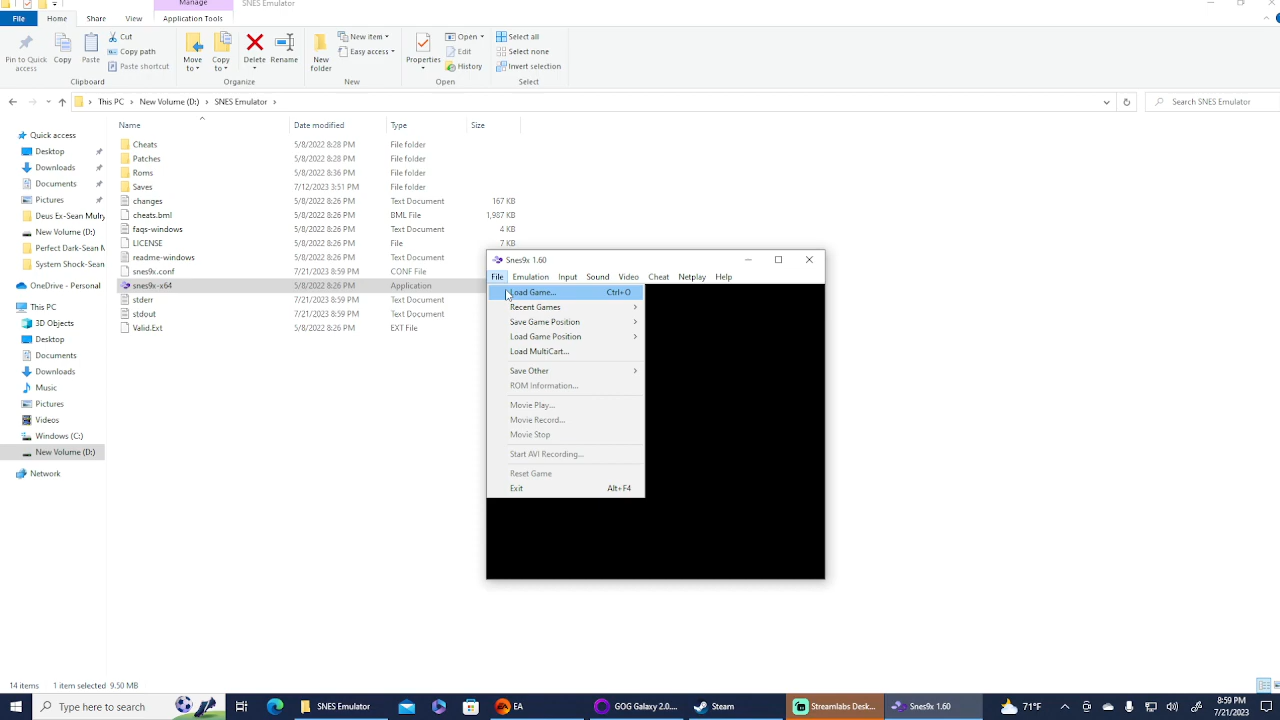 Manage SNES Emulator
File Home Share View Application Tools
Pin to Quick access
Copy
Paste
Cut
Copy path
Paste shortcut
Clipboard
Move to
Copy to
Delete
Rename
Organize
New folder
New item
Easy access
New
Properties
Open
Edit
History
Open
Select all
Select none
Invert selection
Select
This PC > New Volume (D:) > SNES Emulator >
Search SNES Emulator
Quick access
Desktop
Downloads
Documents
Pictures
Deus Ex-Sean Mulry
New Volume (D:)
Perfect Dark-Sean M
System Shock-Sean
OneDrive - Personal
This PC
3D Objects
Desktop
Documents
Downloads
Music
Pictures
Videos
Windows (C:)
New Volume (D:)
Network
Name Date modified Type Size
Cheats 5/8/2022 8:28 PM File folder
Patches 5/8/2022 8:28 PM File folder
Roms 5/8/2022 8:36 PM File folder
Saves 7/12/2023 3:51 PM File folder
changes 5/8/2022 8:26 PM Text Document 167 KB
cheats.bml 5/8/2022 8:26 PM BML File 1,987 KB
faqs-windows 5/8/2022 8:26 PM Text Document 4 KB
LICENSE 5/8/2022 8:26 PM File 7 KB
readme-windows 5/8/2022 8:26 PM Text Document
snes9x.conf 7/21/2023 8:59 PM CONF File
snes9x-x64 5/8/2022 8:26 PM Application
stderr 7/21/2023 8:59 PM Text Document
stdout 7/21/2023 8:59 PM Text Document
Valid.Ext 5/8/2022 8:26 PM EXT File
Snes9x 1.60
File Emulation Input Sound Video Cheat Netplay Help
Load Game... Ctrl+O
Recent Games
Save Game Position
Load Game Position
Load MultiCart...
Save Other
ROM Information...
Movie Play...
Movie Record...
Movie Stop
Start AVI Recording...
Reset Game
Exit Alt+F4
14 items 1 item selected 9.50 MB
Type here to search
SNES Emulator
EA
GOG Galaxy 2.0....
Steam
Streamlabs Desk...
Snes9x 1.60
71°F
8:59 PM
7/21/2023